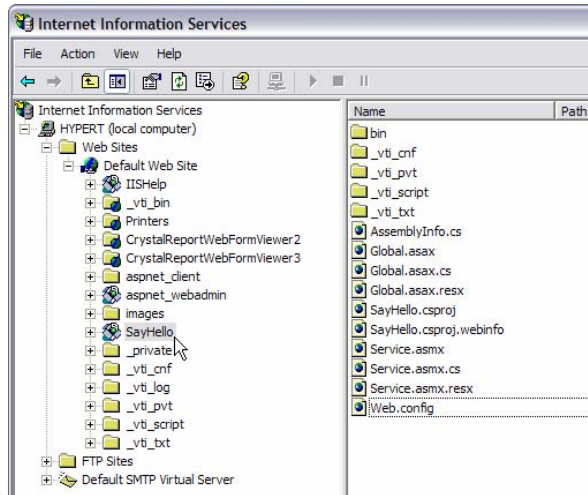 Internet Information Services
File Action View Help
Internet Information Services
HYPERT (local computer)
Web Sites
Default Web Site
IISHelp
_vti_bin
Printers
CrystalReportWebFormViewer2
CrystalReportWebFormViewer3
aspnet_client
aspnet_webadmin
images
SayHello
_private
_vti_cnf
_vti_log
_vti_pvt
_vti_script
_vti_txt
FTP Sites
Default SMTP Virtual Server
Name Path
bin
_vti_cnf
_vti_pvt
_vti_script
_vti_txt
AssemblyInfo.cs
Global.asax
Global.asax.cs
Global.asax.resx
SayHello.csproj
SayHello.csproj.webinfo
Service.asmx
Service.asmx.cs
Service.asmx.resx
Web.config